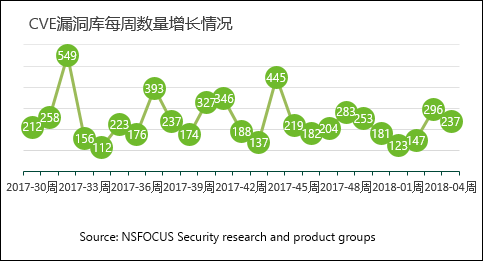 CVE漏洞库每周数量增长情况
212 258 549 156 112 223 176 393 237 174 327 346 188 137 445 219 182 204 283 253 181 123 147 296 237
2017-30周 2017-33周 2017-36周 2017-39周 2017-42周 2017-45周 2017-48周 2018-01周 2018-04周
Source: NSFOCUS Security research and product groups